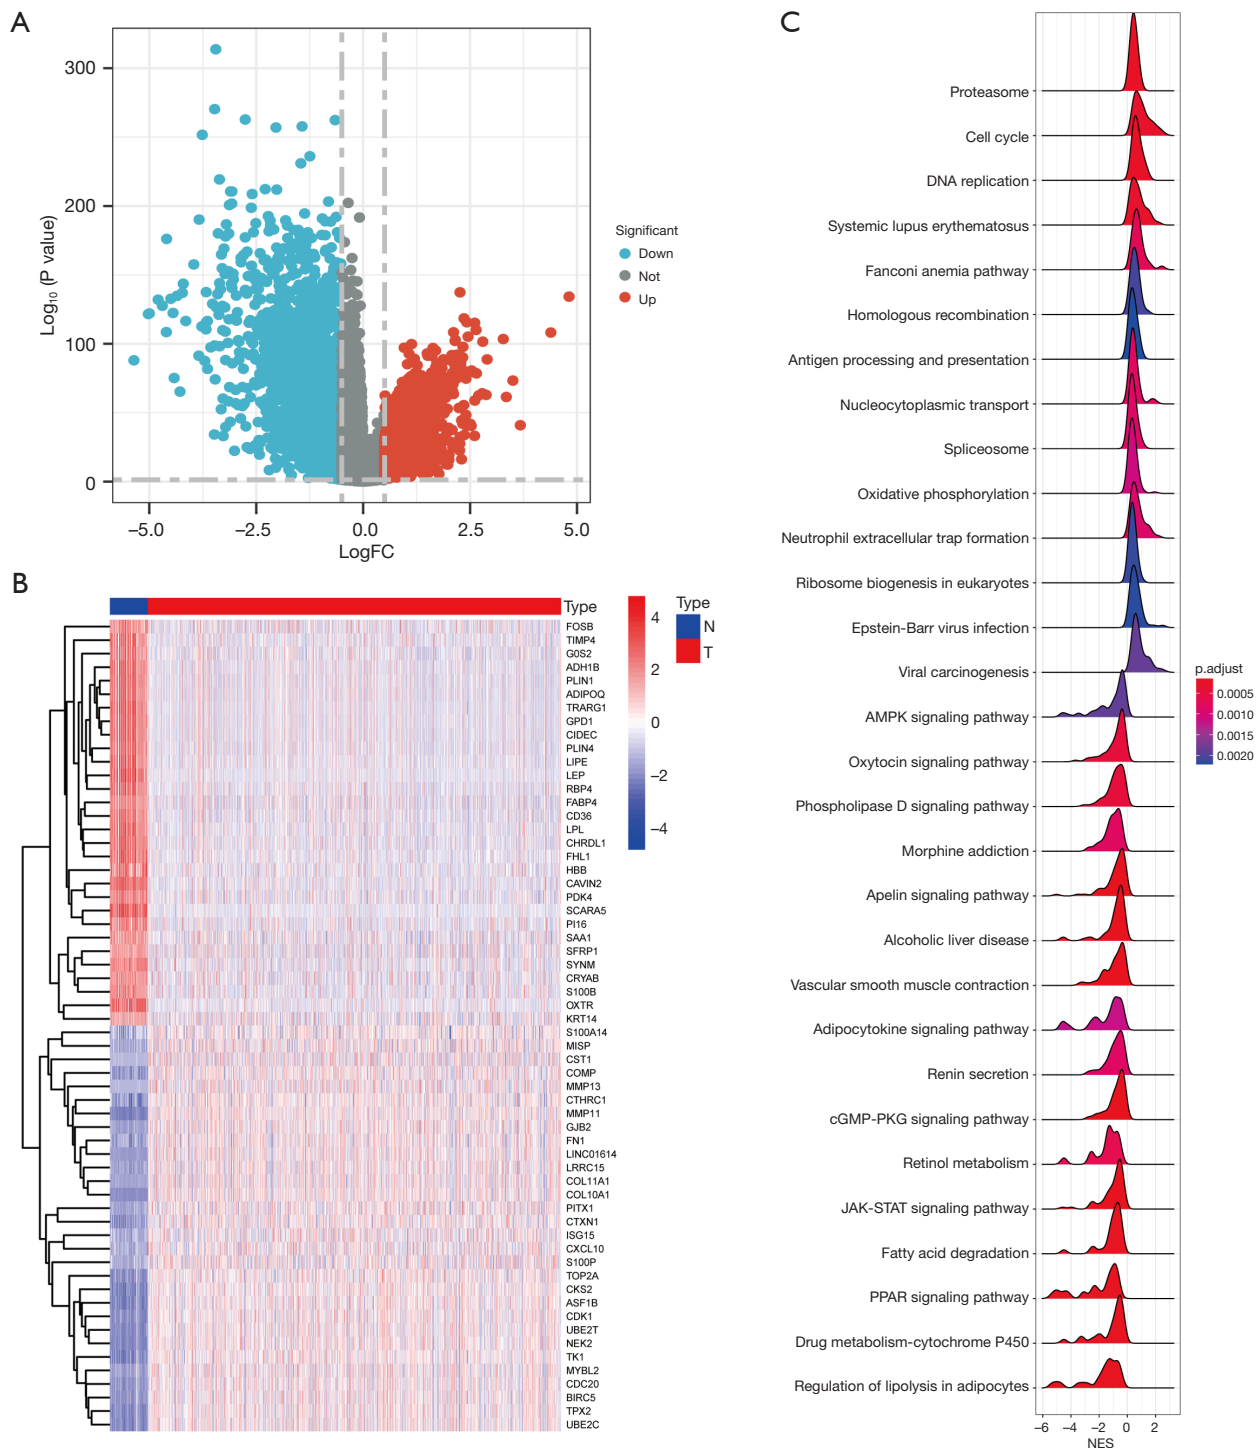 A
300
200
100
0
Log10 (P value)
−5.0
−2.5
0.0
2.5
5.0
LogFC
Significant
Down
Not
Up
B
Type
FOSB
TIMP4
G0S2
ADH1B
PLIN1
ADIPOQ
TRARG1
GPD1
CIDEC
PLIN4
LIPE
LEP
RBP4
FABP4
CD36
LPL
CHRDL1
FHL1
HBB
CAVIN2
PDK4
SCARA5
PI16
SAA1
SFRP1
SYNM
CRYAB
S100B
OXTR
KRT14
S100A14
MISP
CST1
COMP
MMP13
CTHRC1
MMP11
GJB2
FN1
LINC01614
LRRC15
COL11A1
COL10A1
PITX1
CTXN1
ISG15
CXCL10
S100P
TOP2A
CKS2
ASF1B
CDK1
UBE2T
NEK2
TK1
MYBL2
CDC20
BIRC5
TPX2
UBE2C
4
2
0
−2
−4
Type
N
T
C
Proteasome
Cell cycle
DNA replication
Systemic lupus erythematosus
Fanconi anemia pathway
Homologous recombination
Antigen processing and presentation
Nucleocytoplasmic transport
Spliceosome
Oxidative phosphorylation
Neutrophil extracellular trap formation
Ribosome biogenesis in eukaryotes
Epstein-Barr virus infection
Viral carcinogenesis
AMPK signaling pathway
Oxytocin signaling pathway
Phospholipase D signaling pathway
Morphine addiction
Apelin signaling pathway
Alcoholic liver disease
Vascular smooth muscle contraction
Adipocytokine signaling pathway
Renin secretion
cGMP-PKG signaling pathway
Retinol metabolism
JAK-STAT signaling pathway
Fatty acid degradation
PPAR signaling pathway
Drug metabolism-cytochrome P450
Regulation of lipolysis in adipocytes
−6
−4
−2
0
2
NES
p.adjust
0.0005
0.0010
0.0015
0.0020